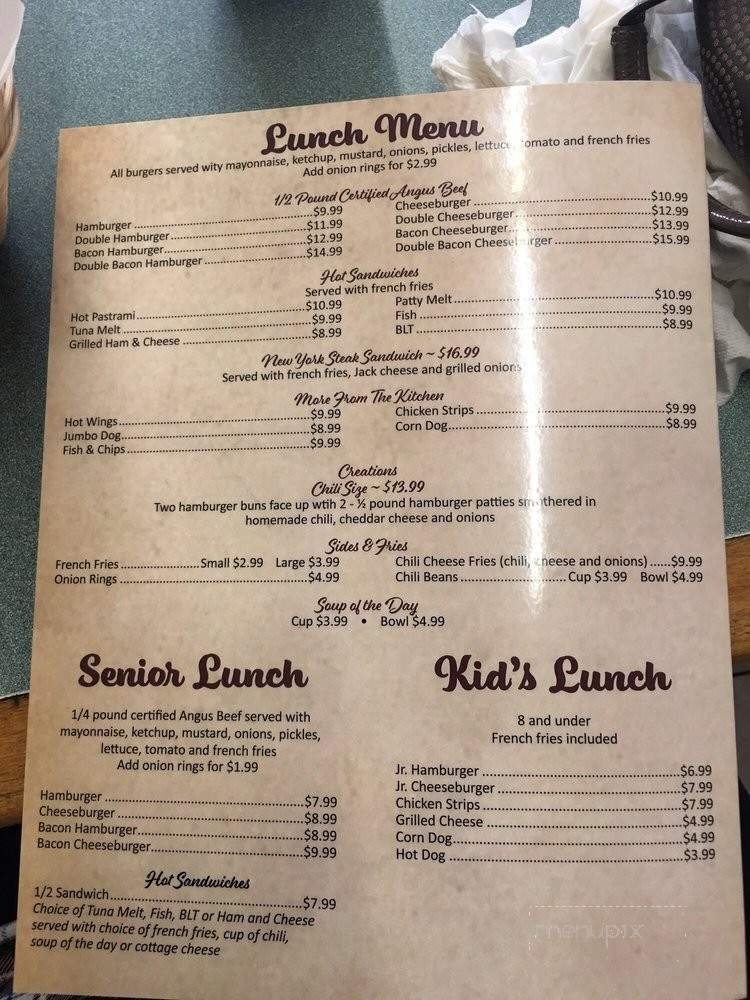 Lunch Menu
All burgers served wity mayonnaise, ketchup, mustard, onions, pickles, lettuce, tomato and french fries
Add onion rings for $2.99
1/2 Pound Certified Angus Beef
Hamburger ..... $9.99
Double Hamburger ..... $11.99
Bacon Hamburger ..... $12.99
Double Bacon Hamburger ..... $14.99
Cheeseburger ..... $10.99
Double Cheeseburger ..... $12.99
Bacon Cheeseburger ..... $13.99
Double Bacon Cheeseburger ..... $15.99
Hot Sandwiches
Served with french fries
Hot Pastrami ..... $10.99
Tuna Melt ..... $9.99
Grilled Ham & Cheese ..... $8.99
Patty Melt ..... $10.99
Fish ..... $9.99
BLT ..... $8.99
New York Steak Sandwich ~ $16.99
Served with french fries, Jack cheese and grilled onions
More From The Kitchen
Hot Wings ..... $9.99
Jumbo Dog ..... $8.99
Fish & Chips ..... $9.99
Chicken Strips ..... $9.99
Corn Dog ..... $8.99
Creations
Chili Size ~ $13.99
Two hamburger buns face up wtih 2 - ½ pound hamburger patties smothered in
homemade chili, cheddar cheese and onions
Sides & Fries
French Fries ..... Small $2.99 Large $3.99
Onion Rings ..... $4.99
Chili Cheese Fries (chili, cheese and onions) ..... $9.99
Chili Beans ..... Cup $3.99 Bowl $4.99
Soup of the Day
Cup $3.99 • Bowl $4.99
Senior Lunch
1/4 pound certified Angus Beef served with
mayonnaise, ketchup, mustard, onions, pickles,
lettuce, tomato and french fries
Add onion rings for $1.99
Hamburger ..... $7.99
Cheeseburger ..... $8.99
Bacon Hamburger ..... $8.99
Bacon Cheeseburger ..... $9.99
Hot Sandwiches
1/2 Sandwich ..... $7.99
Choice of Tuna Melt, Fish, BLT or Ham and Cheese
served with choice of french fries, cup of chili,
soup of the day or cottage cheese
Kid's Lunch
8 and under
French fries included
Jr. Hamburger ..... $6.99
Jr. Cheeseburger ..... $7.99
Chicken Strips ..... $7.99
Grilled Cheese ..... $4.99
Corn Dog ..... $4.99
Hot Dog ..... $3.99
menupix